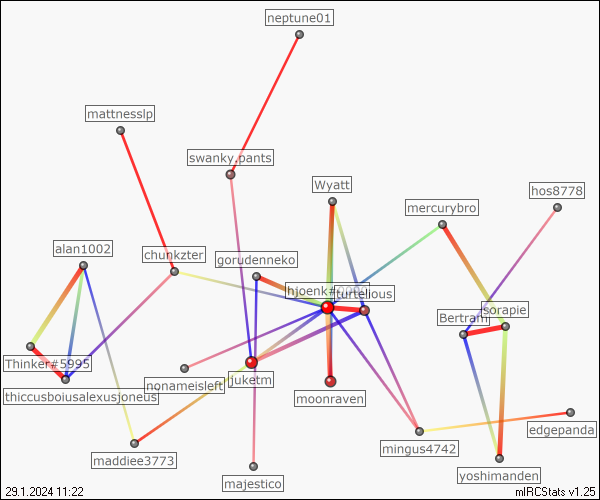 neptune01
mattnesslp
swanky.pants
Wyatt
hos8778
mercurybro
alan1002
chunkzter
gorudenneko
turtelious
Bertram
sorapie
Thinker#5995
thiccusboiusalexusjoneus
nonameisleft
juketm
moonraven
edgepanda
mingus4742
maddiee3773
yoshimanden
majestico
29.1.2024 11:22
mIRCStats v1.25